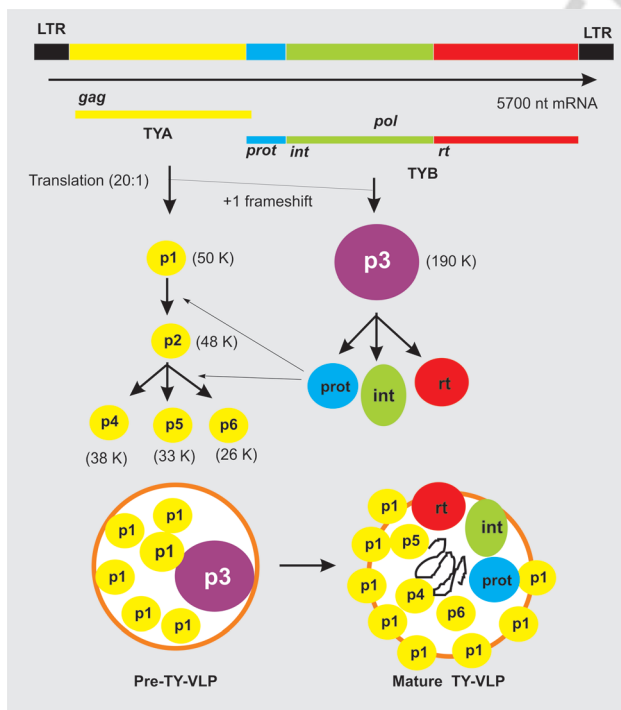 LTR
LTR
5700 nt mRNA
gag
TYA
pol
prot int rt
TYB
Translation (20:1)
+1 frameshift
p1 (50 K)
p3 (190 K)
p2 (48 K)
prot int rt
p4 p5 p6
(38 K) (33 K) (26 K)
p1
p1
p1
p1
p3
p1
p1
p1
rt
p1
int
p1
p5
p1
prot
p1
p4
p6
p1
p1
p1
p1
Pre-TY-VLP
Mature TY-VLP